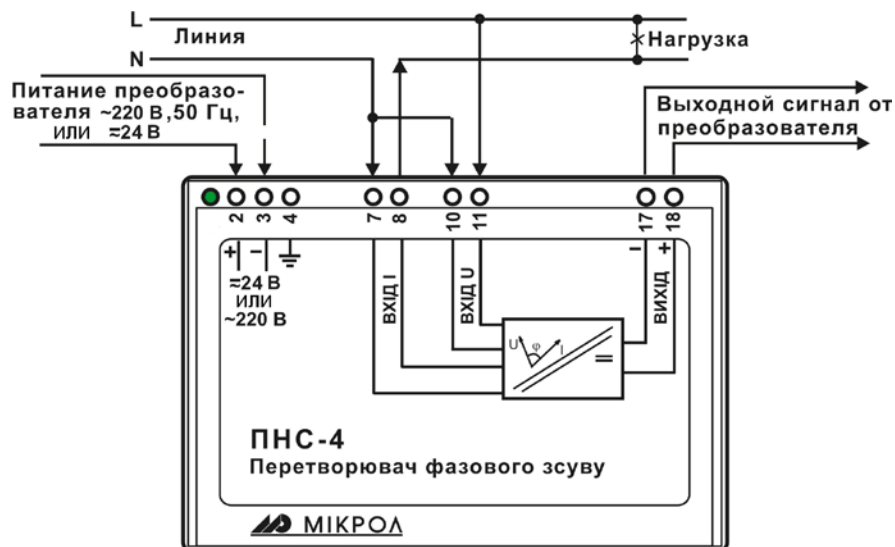 L
Линия
N
Нагрузка
Питание преобразо-
вателя ~220 В,50 Гц,
ИЛИ ≂24 В
Выходной сигнал от
преобразователя
2 3 4 7 8 10 11 17 18
+ − − +
≂24 В
ИЛИ
~220 В
ВХІД I
ВХІД U
ВИХІД
U φ I
ПНС-4
Перетворювач фазового зсуву
МІКРОЛ